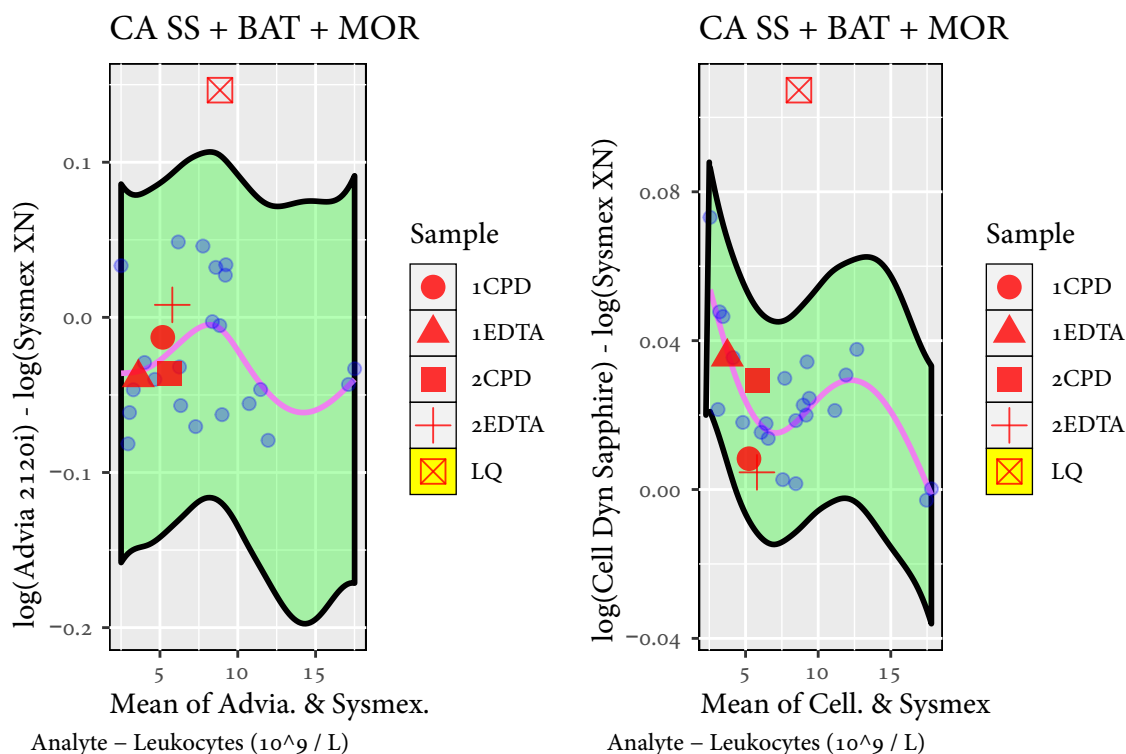 CA SS + BAT + MOR
log(Advia 2120i) - log(Sysmex XN)
0.1
0.0
−0.1
−0.2
5 10 15
Mean of Advia. & Sysmex.
Analyte – Leukocytes (10^9 / L)
Sample
1CPD
1EDTA
2CPD
2EDTA
LQ
CA SS + BAT + MOR
log(Cell Dyn Sapphire) - log(Sysmex XN)
0.08
0.04
0.00
−0.04
5 10 15
Mean of Cell. & Sysmex
Analyte – Leukocytes (10^9 / L)
Sample
1CPD
1EDTA
2CPD
2EDTA
LQ